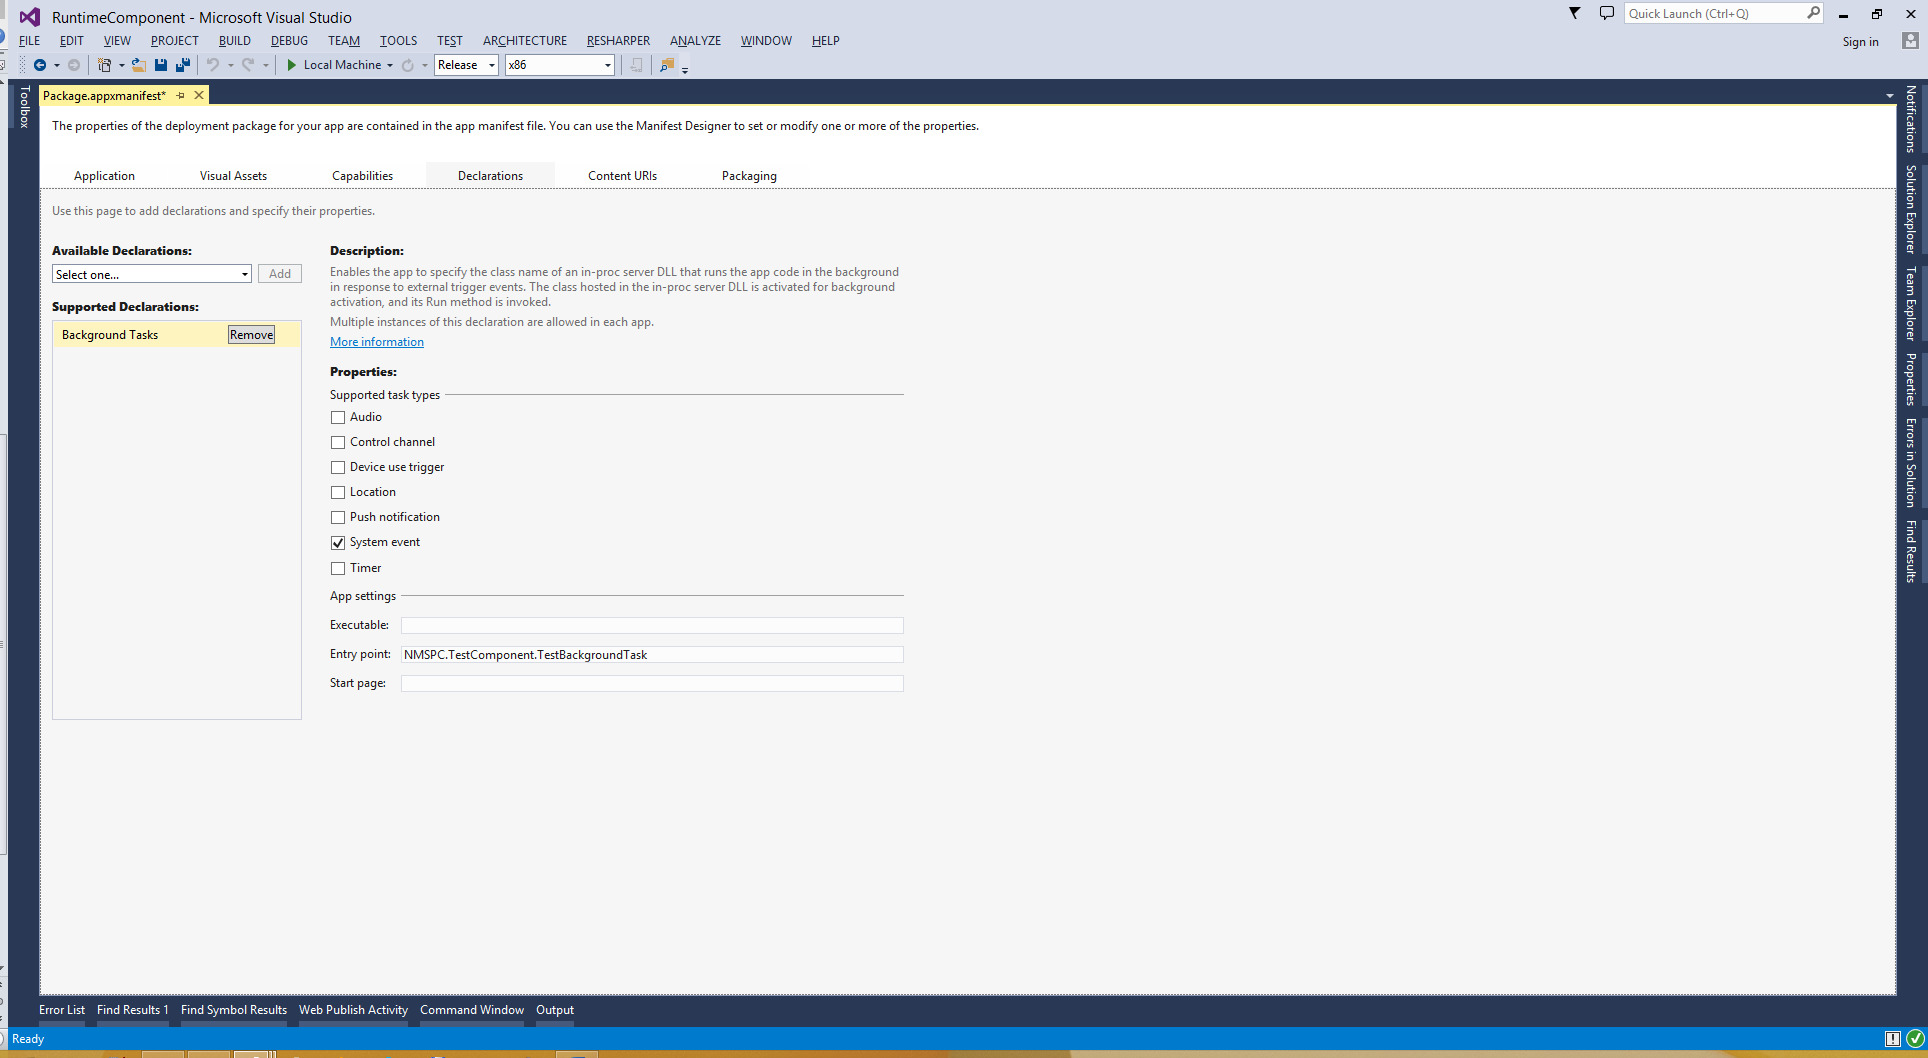 RuntimeComponent - Microsoft Visual Studio
Quick Launch (Ctrl+Q)
FILE EDIT VIEW PROJECT BUILD DEBUG TEAM TOOLS TEST ARCHITECTURE RESHARPER ANALYZE WINDOW HELP
Sign in
Local Machine Release x86
Toolbox
Package.appxmanifest*
The properties of the deployment package for your app are contained in the app manifest file. You can use the Manifest Designer to set or modify one or more of the properties.
Application Visual Assets Capabilities Declarations Content URIs Packaging
Use this page to add declarations and specify their properties.
Available Declarations:
Select one... Add
Supported Declarations:
Background Tasks Remove
Description:
Enables the app to specify the class name of an in-proc server DLL that runs the app code in the background
in response to external trigger events. The class hosted in the in-proc server DLL is activated for background
activation, and its Run method is invoked.
Multiple instances of this declaration are allowed in each app.
More information
Properties:
Supported task types
Audio
Control channel
Device use trigger
Location
Push notification
System event
Timer
App settings
Executable:
Entry point: NMSPC.TestComponent.TestBackgroundTask
Start page:
Notifications
Solution Explorer
Team Explorer
Properties
Errors in Solution
Find Results
Error List Find Results 1 Find Symbol Results Web Publish Activity Command Window Output
Ready